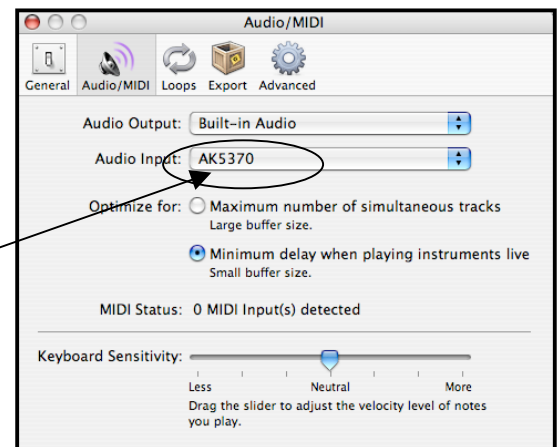 Audio/MIDI
General Audio/MIDI Loops Export Advanced
Audio Output: Built-in Audio
Audio Input: AK5370
Optimize for: Maximum number of simultaneous tracks
Large buffer size.
Minimum delay when playing instruments live
Small buffer size.
MIDI Status: 0 MIDI Input(s) detected
Keyboard Sensitivity:
Less Neutral More
Drag the slider to adjust the velocity level of notes
you play.